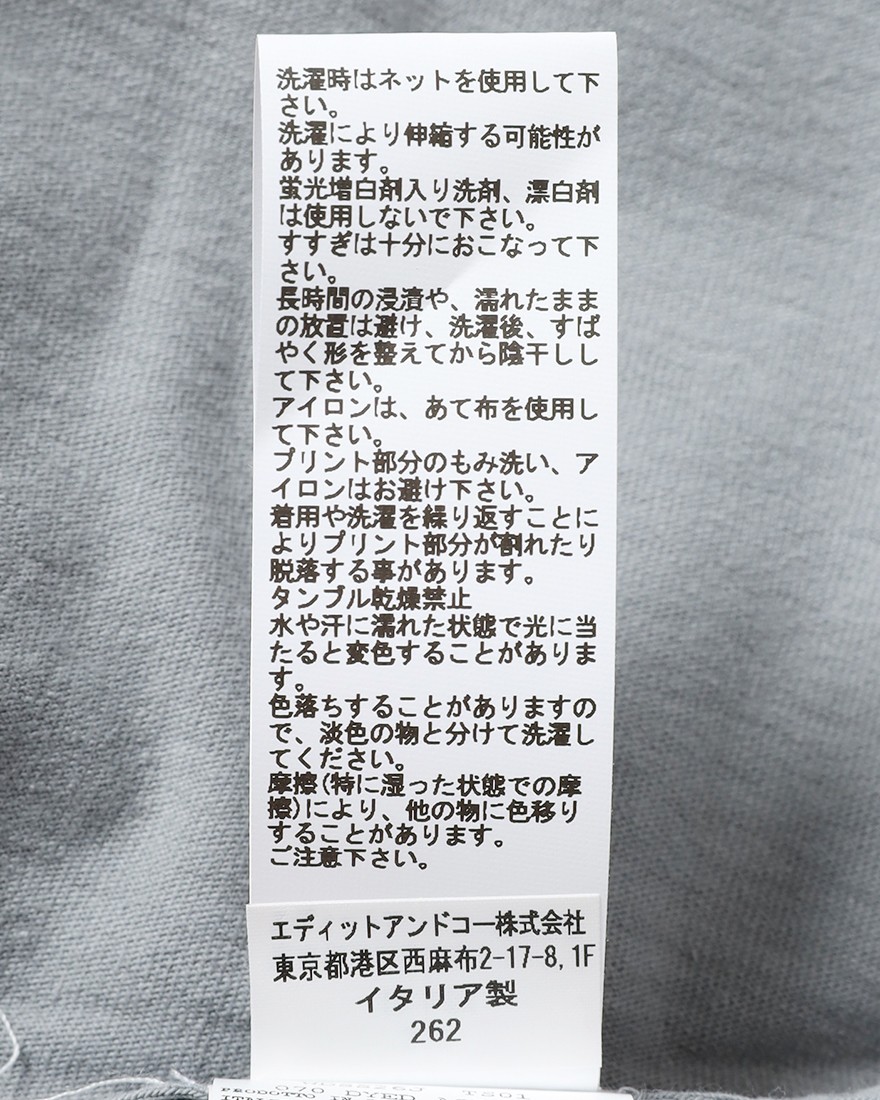 洗濯時はネットを使用して下
さい。
洗濯により伸縮する可能性が
あります。
蛍光増白剤入り洗剤、漂白剤
は使用しないで下さい。
すすぎは十分におこなって下
さい。
長時間の浸漬や、濡れたまま
の放置は避け、洗濯後、すば
やく形を整えてから陰干しし
て下さい。
アイロンは、あて布を使用し
て下さい。
プリント部分のもみ洗い、ア
イロンはお避け下さい。
着用や洗濯を繰り返すことに
よりプリント部分が割れたり
脱落する事があります。
タンブル乾燥禁止
水や汗に濡れた状態で光に当
たると変色することがありま
す。
色落ちすることがありますの
で、淡色の物と分けて洗濯し
てください。
摩擦(特に湿った状態での摩
擦)により、他の物に色移り
することがあります。
ご注意下さい。
エディットアンドコー株式会社
東京都港区西麻布2-17-8,1F
イタリア製
262
070 DYED
PRODOTTO